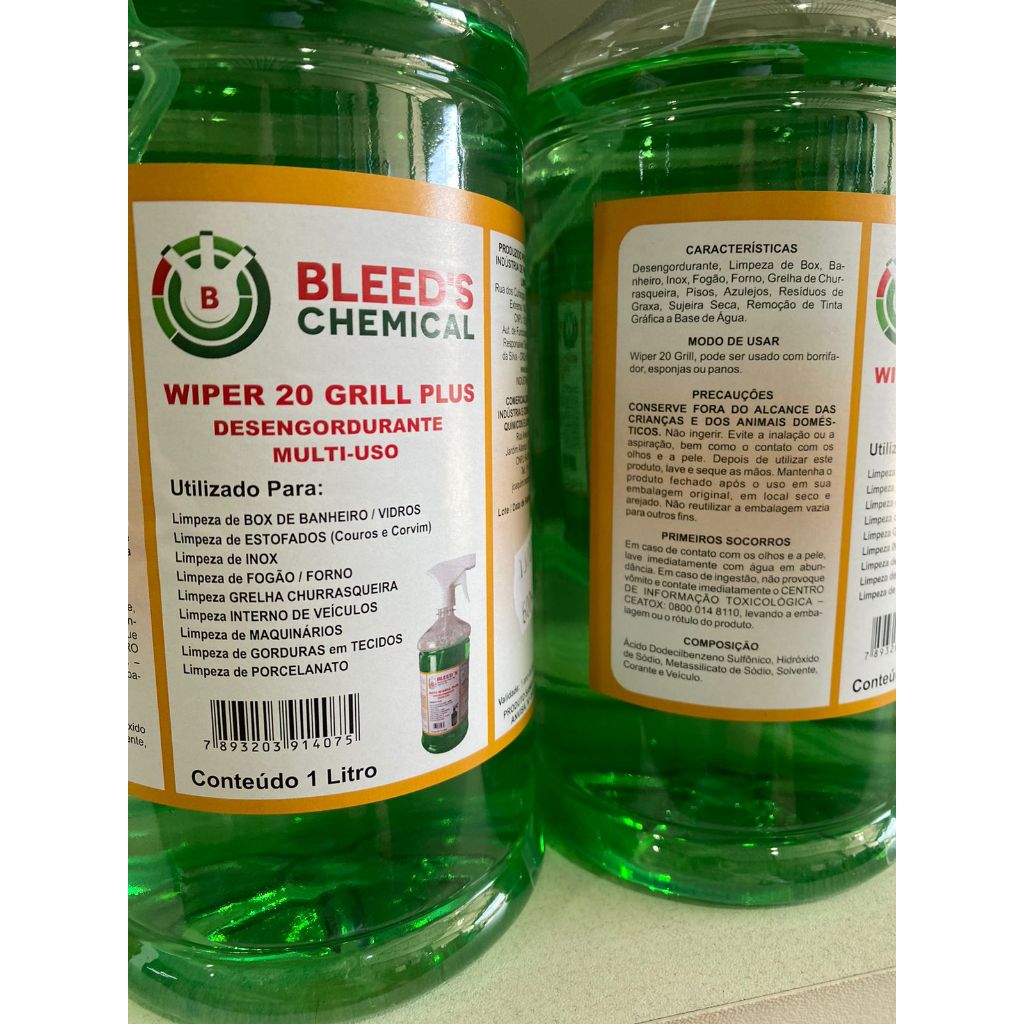 B
BLEED'S
CHEMICAL
WIPER 20 GRILL PLUS
DESENGORDURANTE
MULTI-USO
Utilizado Para:
Limpeza de BOX DE BANHEIRO / VIDROS
Limpeza de ESTOFADOS (Couros e Corvim)
Limpeza de INOX
Limpeza de FOGÃO / FORNO
Limpeza GRELHA CHURRASQUEIRA
Limpeza INTERNO DE VEÍCULOS
Limpeza de MAQUINÁRIOS
Limpeza de GORDURAS em TECIDOS
Limpeza de PORCELANATO
BLEED'S
7 893203 914075
Conteúdo 1 Litro
INDÚSTRIA
Rua dos
Responsável
da Silva
Validade:
CARACTERÍSTICAS
Desengordurante, Limpeza de Box, Ba-
nheiro, Inox, Fogão, Forno, Grelha de Chur-
rasqueira, Pisos, Azulejos, Resíduos de
Graxa, Sujeira Seca, Remoção de Tinta
Gráfica a Base de Água.
MODO DE USAR
Wiper 20 Grill, pode ser usado com borrifa-
dor, esponjas ou panos.
PRECAUÇÕES
CONSERVE FORA DO ALCANCE DAS
CRIANÇAS E DOS ANIMAIS DOMÉS-
TICOS. Não ingerir. Evite a inalação ou a
aspiração, bem como o contato com os
olhos e a pele. Depois de utilizar este
produto, lave e seque as mãos. Mantenha o
produto fechado após o uso em sua
embalagem original, em local seco e
arejado. Não reutilizar a embalagem vazia
para outros fins.
PRIMEIROS SOCORROS
Em caso de contato com os olhos e a pele,
lave imediatamente com água em abun-
dância. Em caso de ingestão, não provoque
vômito e contate imediatamente o CENTRO
DE INFORMAÇÃO TOXICOLÓGICA –
CEATOX: 0800 014 8110, levando a emba-
lagem ou o rótulo do produto.
COMPOSIÇÃO
Ácido Dodecilbenzeno Sulfônico, Hidróxido
de Sódio, Metassilicato de Sódio, Solvente,
Corante e Veículo.